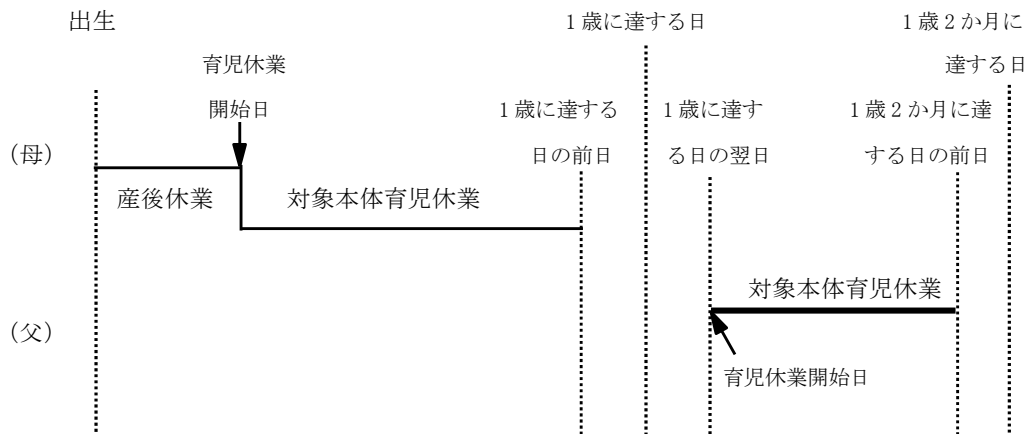 出生
1歳に達する日
1歳2か月に
達する日
育児休業
開始日
1歳に達する
日の前日
1歳に達す
る日の翌日
1歳2か月に達
する日の前日
（母）
産後休業
対象本体育児休業
対象本体育児休業
（父）
育児休業開始日